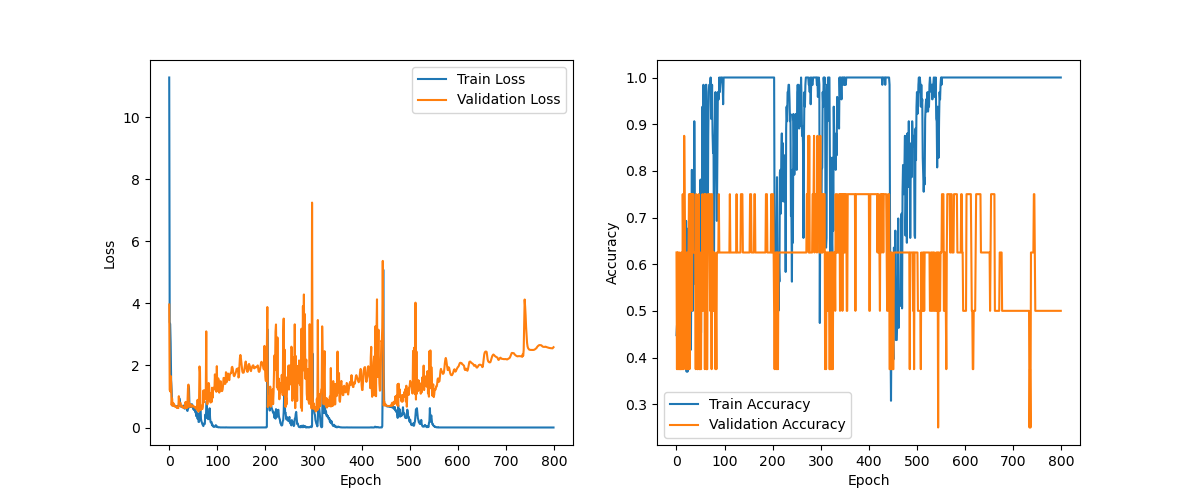 Train Loss
Validation Loss
10
8
6
4
2
0
Loss
0 100 200 300 400 500 600 700 800
Epoch
1.0
0.9
0.8
0.7
0.6
0.5
0.4
0.3
Accuracy
Train Accuracy
Validation Accuracy
0 100 200 300 400 500 600 700 800
Epoch